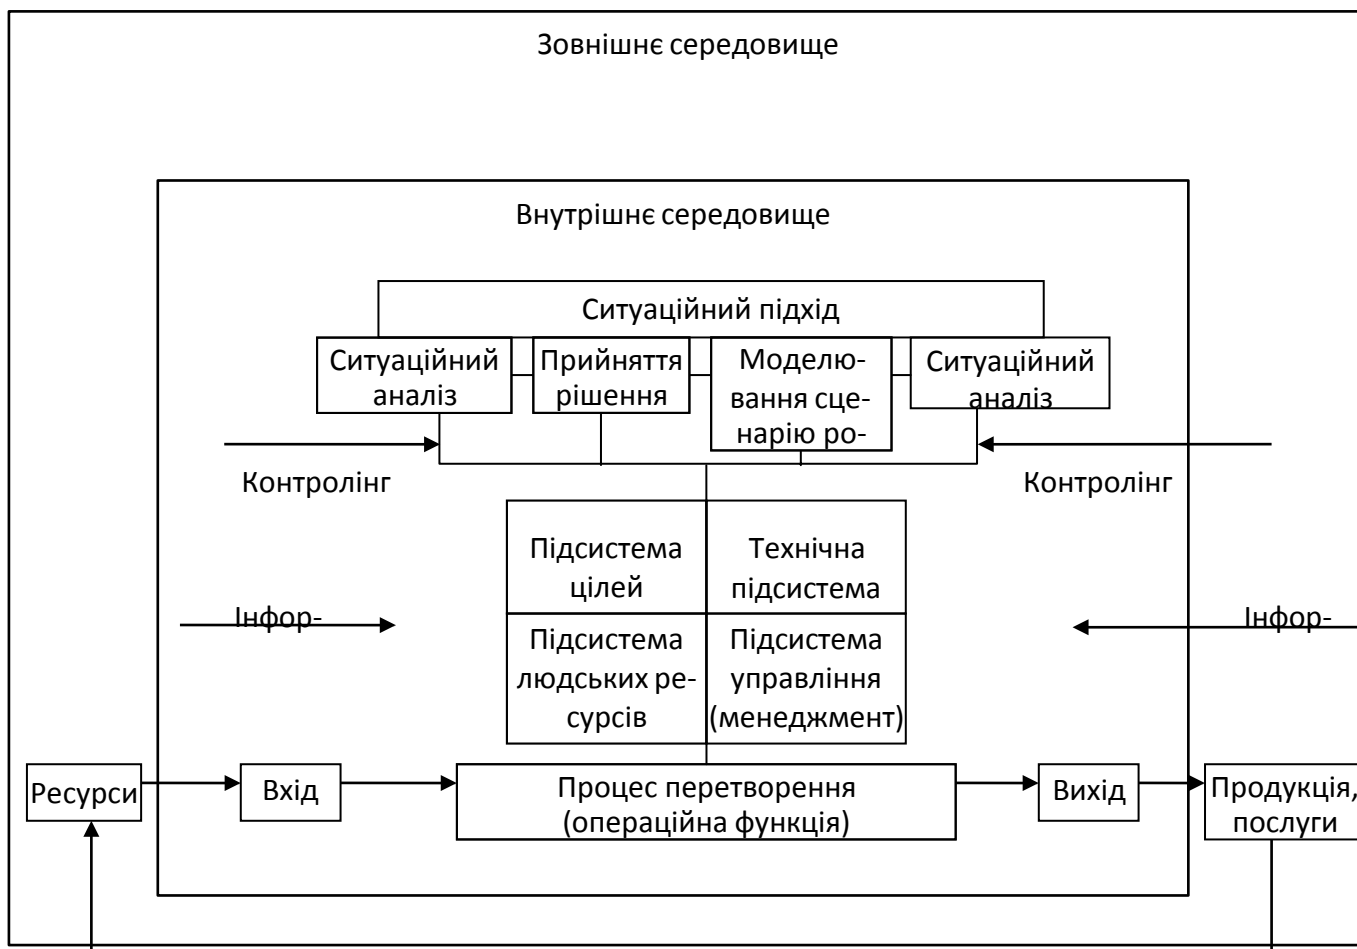 Зовнішнє середовище
Внутрішнє середовище
Ситуаційний підхід
Ситуаційний
аналіз
Прийняття
рішення
Моделю-
вання сце-
нарію ро-
Ситуаційний
аналіз
Контролінг
Контролінг
Підсистема
цілей
Технічна
підсистема
Інфор-
Інфор-
Підсистема
людських ре-
сурсів
Підсистема
управління
(менеджмент)
Ресурси
Вхід
Процес перетворення
(операційна функція)
Вихід
Продукція,
послуги